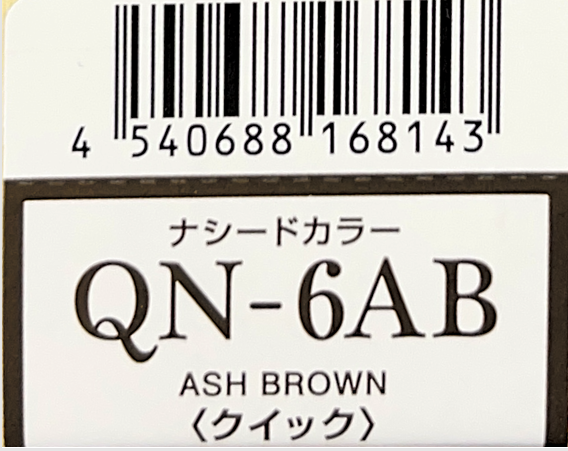 4 540688 168143
ナシードカラー
QN-6AB
ASH BROWN
〈クイック〉